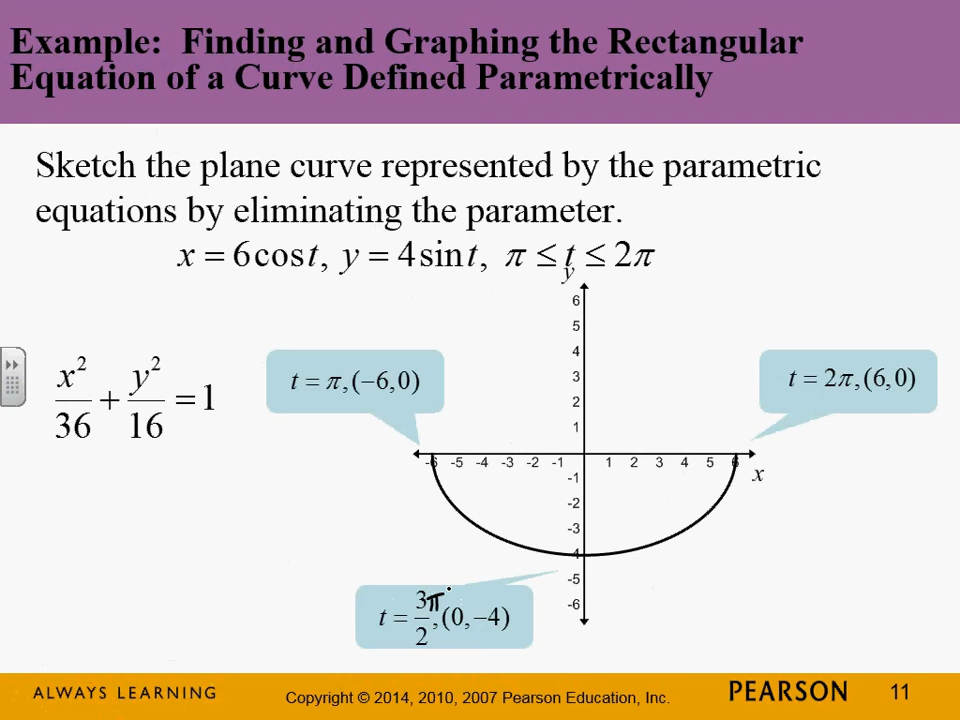 Example: Finding and Graphing the Rectangular
Equation of a Curve Defined Parametrically
Sketch the plane curve represented by the parametric
equations by eliminating the parameter.
x = 6cos t, y = 4sin t, π ≤ t ≤ 2π
x²/36 + y²/16 = 1
t = π, (−6, 0)
t = 2π, (6, 0)
y
6
5
4
3
2
1
-6 -5 -4 -3 -2 -1 1 2 3 4 5 6
x
-1
-2
-3
-4
-5
-6
t = 3π/2, (0, −4)
ALWAYS LEARNING
Copyright © 2014, 2010, 2007 Pearson Education, Inc.
PEARSON
11